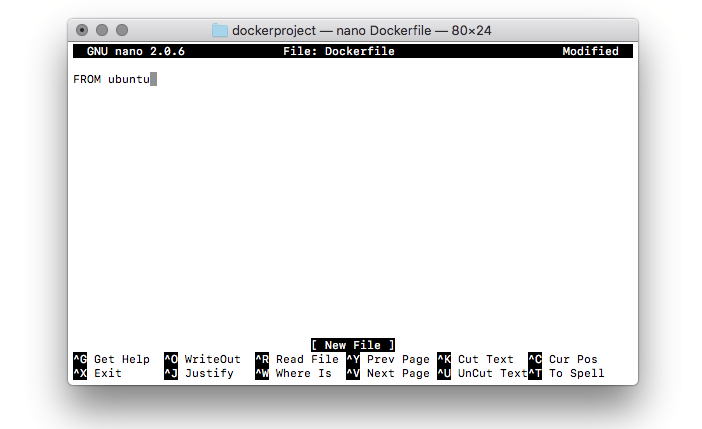 dockerproject — nano Dockerfile — 80×24
GNU nano 2.0.6 File: Dockerfile Modified
FROM ubuntu
[ New File ]
^G Get Help ^O WriteOut ^R Read File ^Y Prev Page ^K Cut Text ^C Cur Pos
^X Exit ^J Justify ^W Where Is ^V Next Page ^U UnCut Text ^T To Spell